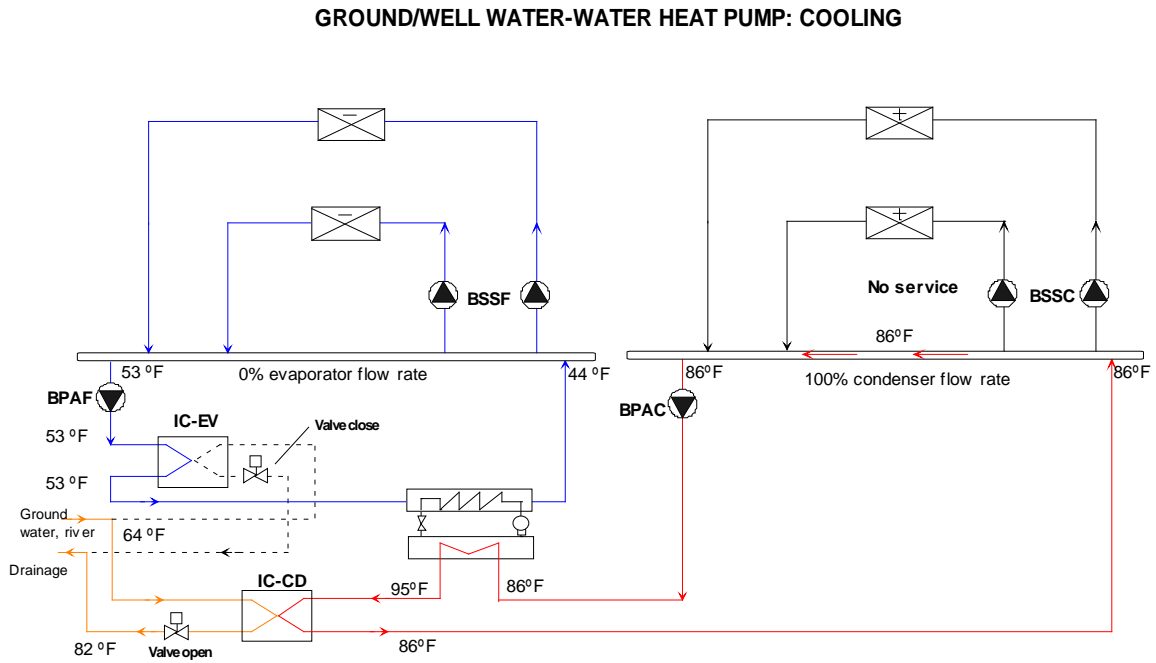 GROUND/WELL WATER-WATER HEAT PUMP: COOLING
BSSF
No service
BSSC
86ºF
53 ºF
0% evaporator flow rate
44 ºF
86ºF
100% condenser flow rate
86ºF
BPAF
BPAC
IC-EV
Valve close
53 ºF
53 ºF
Ground
water, river
64 ºF
Drainage
IC-CD
95ºF
86ºF
82 ºF
Valve open
86ºF